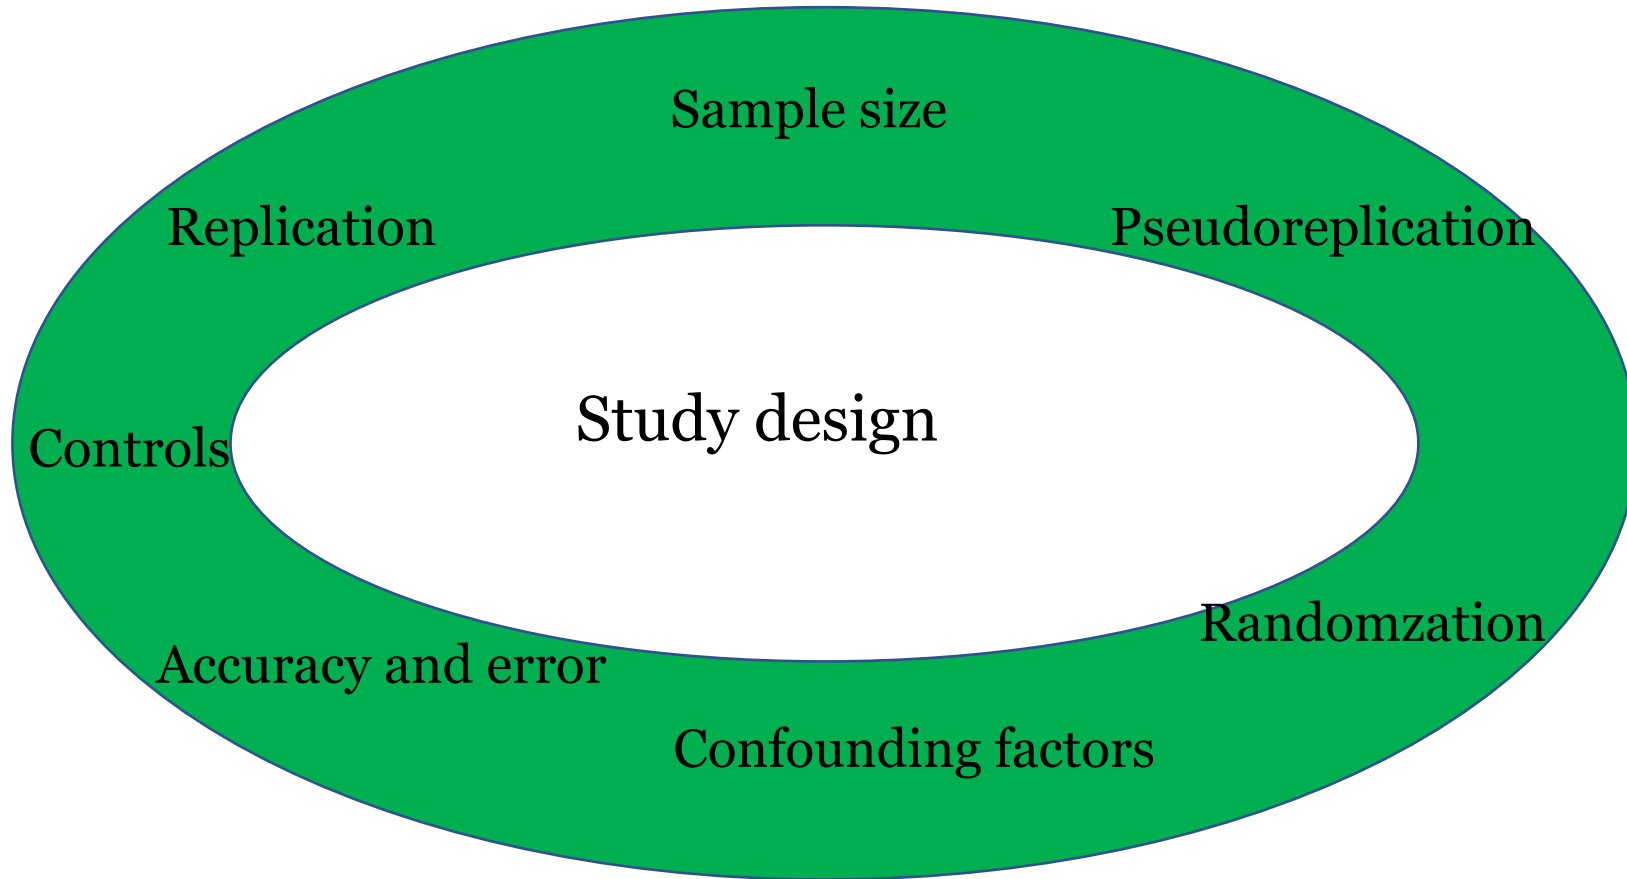 Sample size
Replication
Pseudoreplication
Study design
Controls
Randomzation
Accuracy and error
Confounding factors